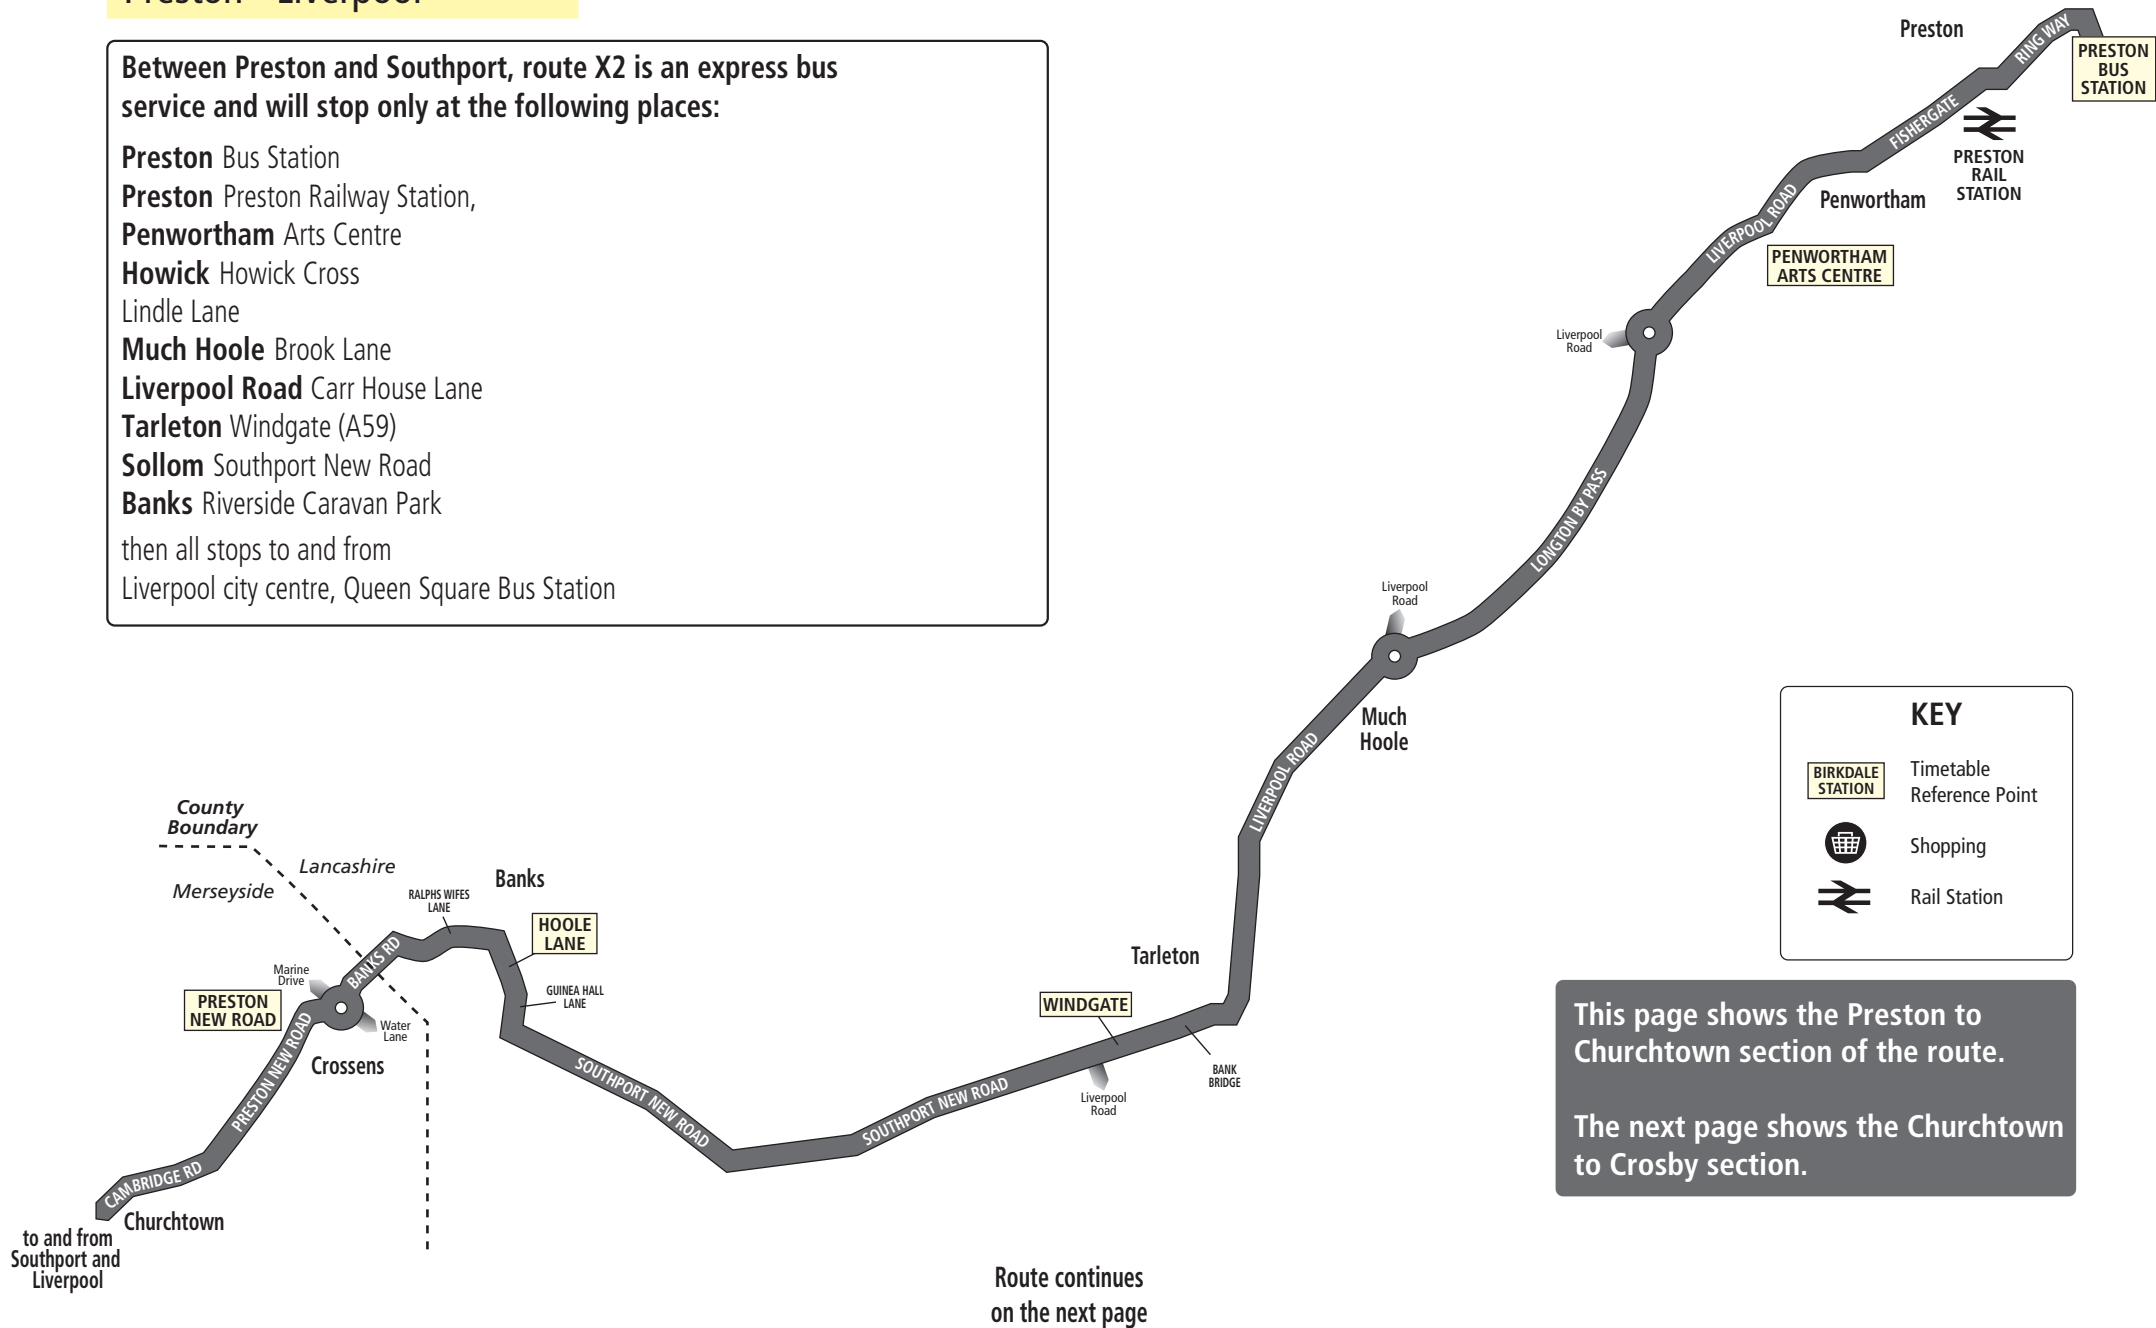 Preston - Liverpool
Between Preston and Southport, route X2 is an express bus
service and will stop only at the following places:
Preston Bus Station
Preston Preston Railway Station,
Penwortham Arts Centre
Howick Howick Cross
Lindle Lane
Much Hoole Brook Lane
Liverpool Road Carr House Lane
Tarleton Windgate (A59)
Sollom Southport New Road
Banks Riverside Caravan Park
then all stops to and from
Liverpool city centre, Queen Square Bus Station
Preston
RING WAY
PRESTON
BUS
STATION
FISHERGATE
PRESTON
RAIL
STATION
Penwortham
LIVERPOOL ROAD
PENWORTHAM
ARTS CENTRE
Liverpool
Road
LONGTON BY PASS
Liverpool
Road
Much
Hoole
LIVERPOOL ROAD
KEY
BIRKDALE
STATION
Timetable
Reference Point
Shopping
Rail Station
County
Boundary
Lancashire
Merseyside
RALPHS WIFES
LANE
Banks
HOOLE
LANE
BANKS RD
Marine
Drive
PRESTON
NEW ROAD
Water
Lane
GUINEA HALL
LANE
Crossens
PRESTON NEW ROAD
SOUTHPORT NEW ROAD
SOUTHPORT NEW ROAD
Tarleton
WINDGATE
BANK
BRIDGE
Liverpool
Road
CAMBRIDGE RD
Churchtown
to and from
Southport and
Liverpool
This page shows the Preston to
Churchtown section of the route.
The next page shows the Churchtown
to Crosby section.
Route continues
on the next page